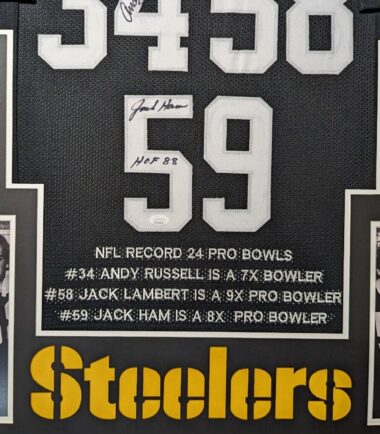 34 58
Jack Ham
59
HOF 88
NFL RECORD 24 PRO BOWLS
#34 ANDY RUSSELL IS A 7X BOWLER
#58 JACK LAMBERT IS A 9X PRO BOWLER
#59 JACK HAM IS A 8X PRO BOWLER
Steelers